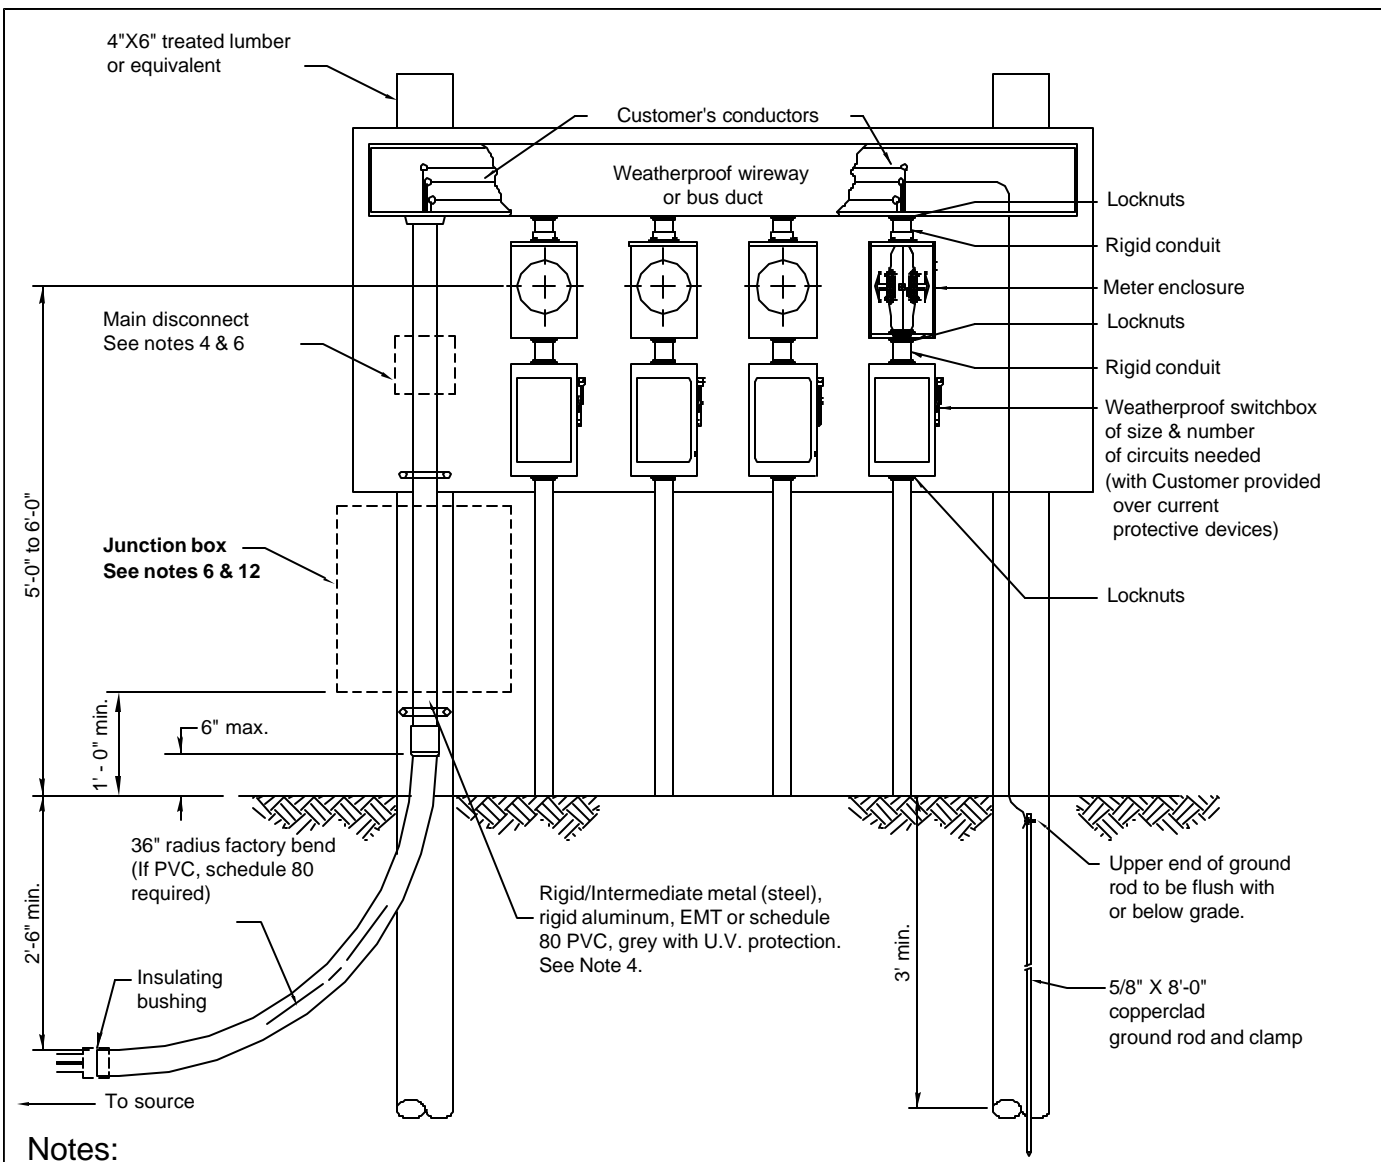 4"X6" treated lumber
or equivalent
Customer's conductors
Weatherproof wireway
or bus duct
Locknuts
Rigid conduit
Meter enclosure
Locknuts
Rigid conduit
Weatherproof switchbox
of size & number
of circuits needed
(with Customer provided
over current
protective devices)
Locknuts
Main disconnect
See notes 4 & 6
5'-0" to 6'-0"
Junction box
See notes 6 & 12
1' - 0" min.
6" max.
36" radius factory bend
(If PVC, schedule 80
required)
2'-6" min.
Insulating
bushing
To source
Rigid/Intermediate metal (steel),
rigid aluminum, EMT or schedule
80 PVC, grey with U.V. protection.
See Note 4.
3' min.
Upper end of ground
rod to be flush with
or below grade.
5/8" X 8'-0"
copperclad
ground rod and clamp
Notes: